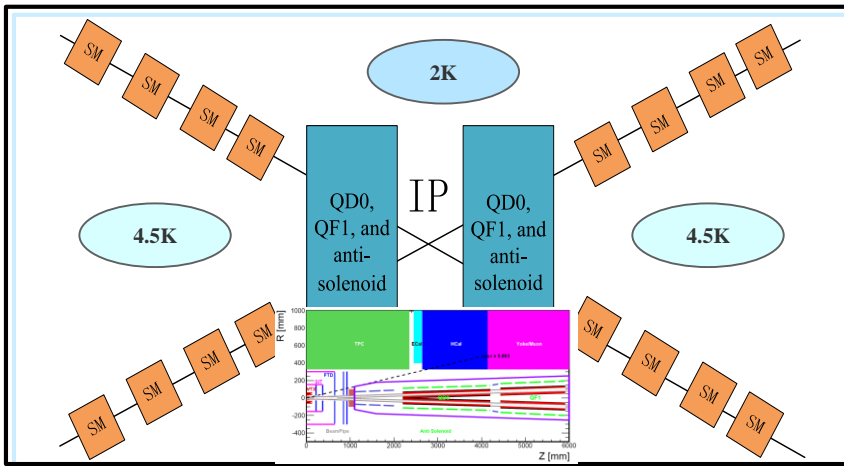 SM
SM
SM
SM
2K
SM
SM
SM
SM
QD0,
QF1, and
anti-
solenoid
IP
QD0,
QF1, and
anti-
solenoid
4.5K
4.5K
SM
SM
SM
SM
SM
SM
SM
SM
R [mm]
1000
800
600
400
200
0
-200
-400
TPC
ECal
HCal
Yoke/Muon
FTD
QF1
BeamPipe
Anti Solenoid
0
1000
2000
3000
4000
5000
6000
Z [mm]